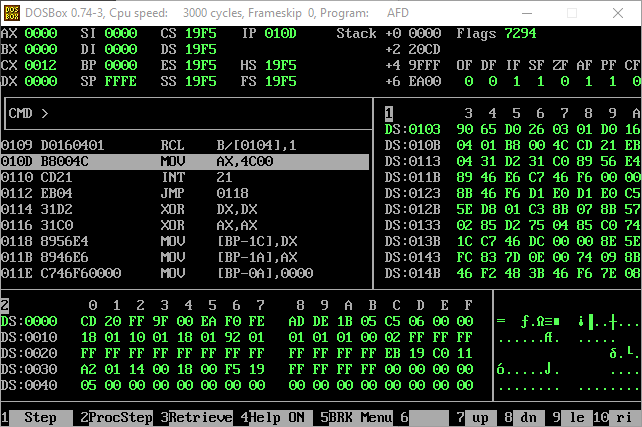 DOSBox 0.74-3, Cpu speed: 3000 cycles, Frameskip 0, Program: AFD
AX 0000 SI 0000 CS 19F5 IP 010D Stack +0 0000 Flags 7294
BX 0000 DI 0000 DS 19F5 +2 20CD
CX 0012 BP 0000 ES 19F5 HS 19F5 +4 9FFF OF DF IF SF ZF AF PF CF
DX 0000 SP FFFE SS 19F5 FS 19F5 +6 EA00 0 0 1 1 0 1 1 0
CMD >
1 3 4 5 6 7 8 9 A
DS:0103 90 65 D0 26 03 01 D0 16
0109 D0160401 RCL B/[0104],1 DS:010B 04 01 B8 00 4C CD 21 EB
010D B8004C MOV AX,4C00 DS:0113 04 31 D2 31 C0 89 56 E4
0110 CD21 INT 21 DS:011B 89 46 E6 C7 46 F6 00 00
0112 EB04 JMP 0118 DS:0123 8B 46 F6 D1 E0 D1 E0 C5
0114 31D2 XOR DX,DX DS:012B 5E D8 01 C3 8B 07 8B 57
0116 31C0 XOR AX,AX DS:0133 02 85 D2 75 04 85 C0 74
0118 8956E4 MOV [BP-1C],DX DS:013B 1C C7 46 DC 00 00 8E 5E
011B 8946E6 MOV [BP-1A],AX DS:0143 FC 83 7D 0E 00 74 09 8B
011E C746F60000 MOV [BP-0A],0000 DS:014B 46 F2 48 3B 46 F6 7E 08
2 0 1 2 3 4 5 6 7 8 9 A B C D E F
DS:0000 CD 20 FF 9F 00 EA F0 FE AD DE 1B 05 C5 06 00 00 = ƒ.Ω≡■ ¡▐..┼...
DS:0010 18 01 10 01 18 01 92 01 01 01 01 00 02 FF FF FF ......Æ. ....
DS:0020 FF FF FF FF FF FF FF FF FF FF FF FF EB 19 C0 11 δ.└.
DS:0030 A2 01 14 00 18 00 F5 19 FF FF FF FF 00 00 00 00 ó.....⌡. ....
DS:0040 05 00 00 00 00 00 00 00 00 00 00 00 00 00 00 00 ........ ........
1 Step 2 ProcStep 3 Retrieve 4 Help ON 5 BRK Menu 6 7 up 8 dn 9 le 10 ri